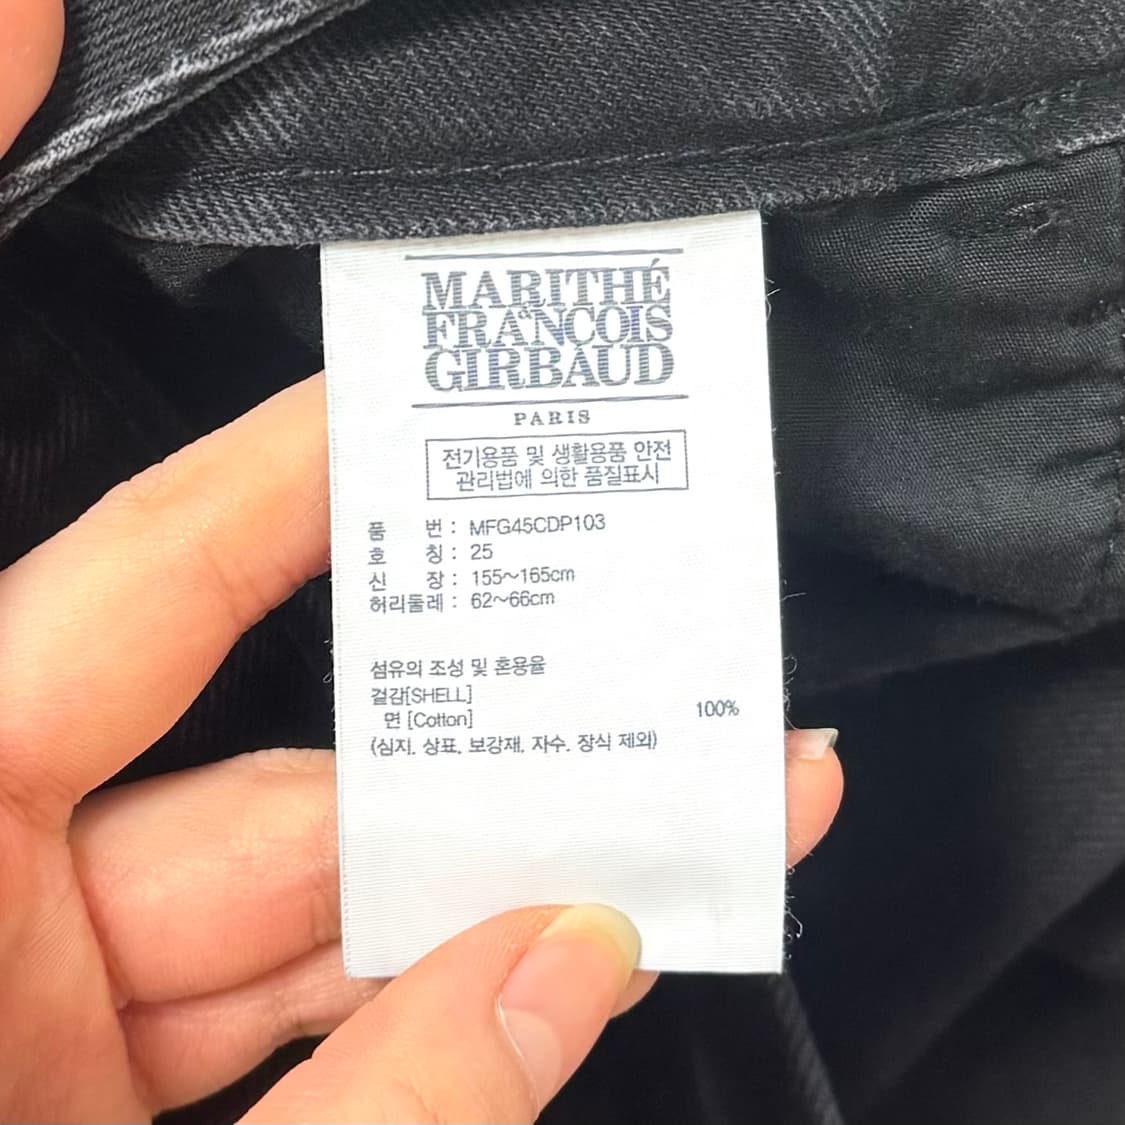 MARITHÉ
&
FRANÇOIS
GIRBAUD
PARIS
전기용품 및 생활용품 안전
관리법에 의한 품질표시
품 번 : MFG45CDP103
호 칭 : 25
신 장 : 155~165cm
허리둘레 : 62~66cm
섬유의 조성 및 혼용율
겉감[SHELL]
면 [Cotton] 100%
(심지, 상표, 보강재, 자수, 장식 제외)